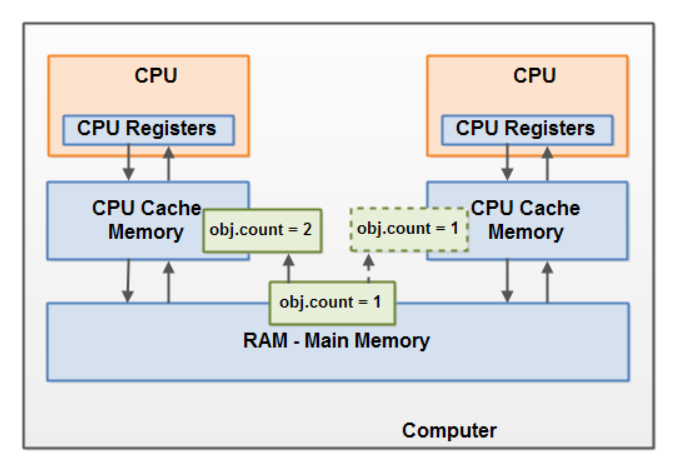 CPU
CPU
CPU Registers
CPU Registers
CPU Cache
Memory
obj.count = 2
obj.count = 1
CPU Cache
Memory
obj.count = 1
RAM - Main Memory
Computer